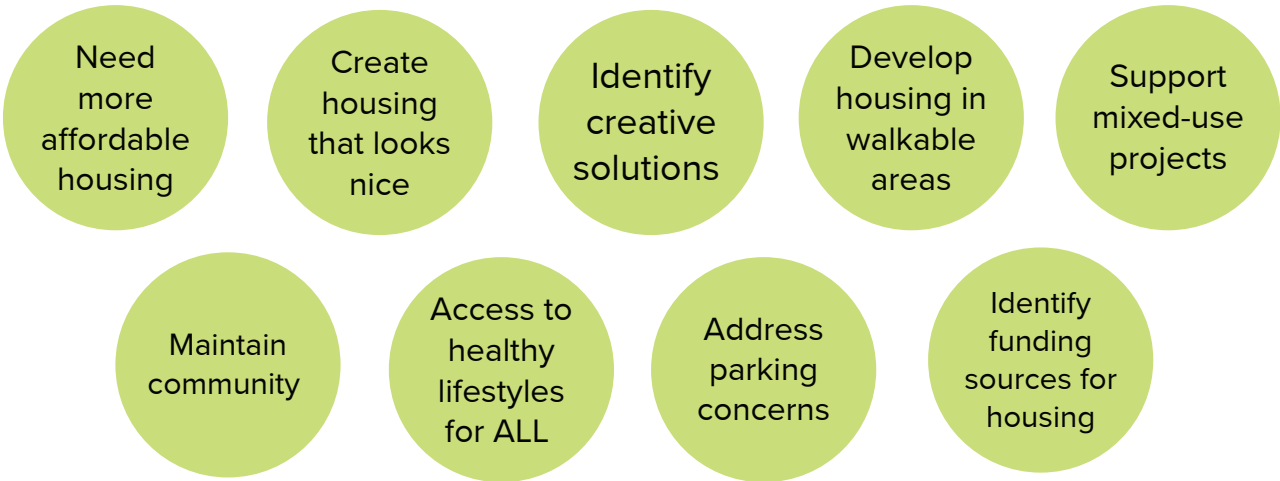 Need
more
affordable
housing
Create
housing
that looks
nice
Identify
creative
solutions
Develop
housing in
walkable
areas
Support
mixed-use
projects
Maintain
community
Access to
healthy
lifestyles
for ALL
Address
parking
concerns
Identify
funding
sources for
housing